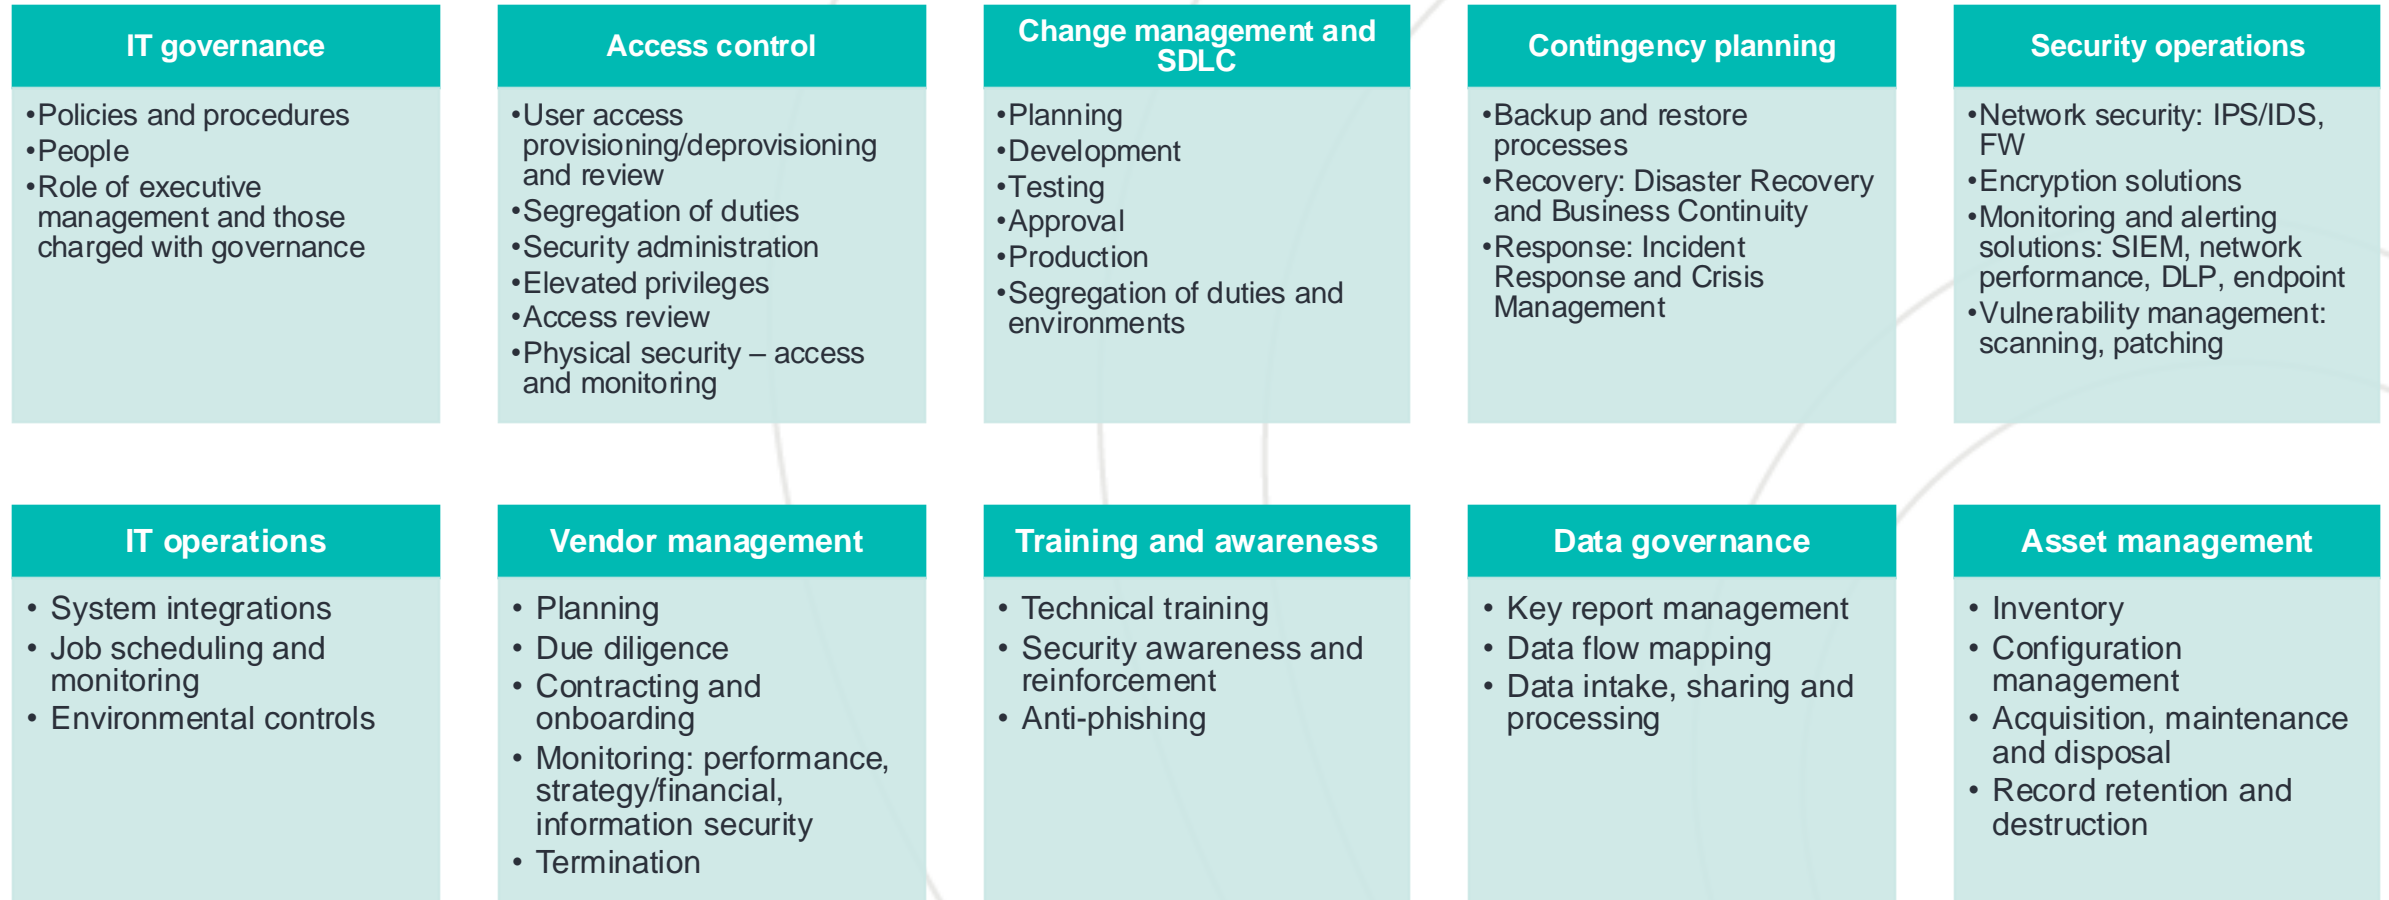 IT governance
•Policies and procedures
•People
•Role of executive
management and those
charged with governance
Access control
•User access
provisioning/deprovisioning
and review
•Segregation of duties
•Security administration
•Elevated privileges
•Access review
•Physical security – access
and monitoring
Change management and
SDLC
•Planning
•Development
•Testing
•Approval
•Production
•Segregation of duties and
environments
Contingency planning
•Backup and restore
processes
•Recovery: Disaster Recovery
and Business Continuity
•Response: Incident
Response and Crisis
Management
Security operations
•Network security: IPS/IDS,
FW
•Encryption solutions
•Monitoring and alerting
solutions: SIEM, network
performance, DLP, endpoint
•Vulnerability management:
scanning, patching
IT operations
• System integrations
• Job scheduling and
monitoring
• Environmental controls
Vendor management
• Planning
• Due diligence
• Contracting and
onboarding
• Monitoring: performance,
strategy/financial,
information security
• Termination
Training and awareness
• Technical training
• Security awareness and
reinforcement
• Anti-phishing
Data governance
• Key report management
• Data flow mapping
• Data intake, sharing and
processing
Asset management
• Inventory
• Configuration
management
• Acquisition, maintenance
and disposal
• Record retention and
destruction